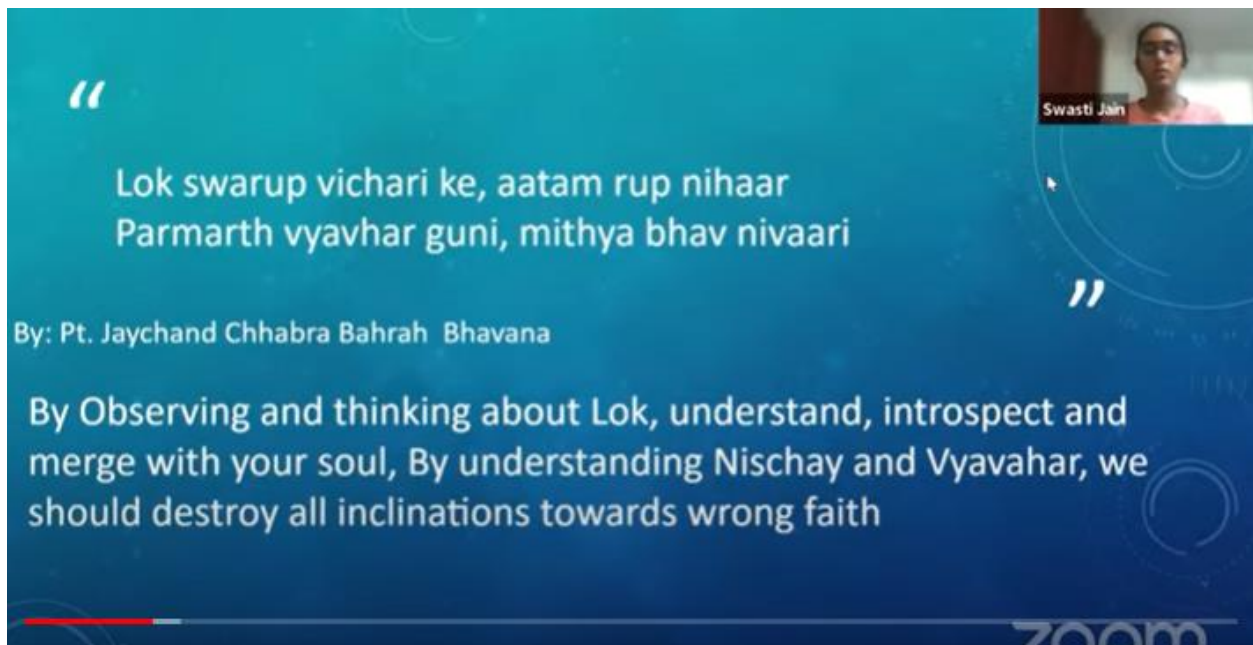 “
Swasti Jain
Lok swarup vichari ke, aatam rup nihaar
Parmarth vyavhar guni, mithya bhav nivaari
”
By: Pt. Jaychand Chhabra Bahrah Bhavana
By Observing and thinking about Lok, understand, introspect and
merge with your soul, By understanding Nischay and Vyavahar, we
should destroy all inclinations towards wrong faith
zoom